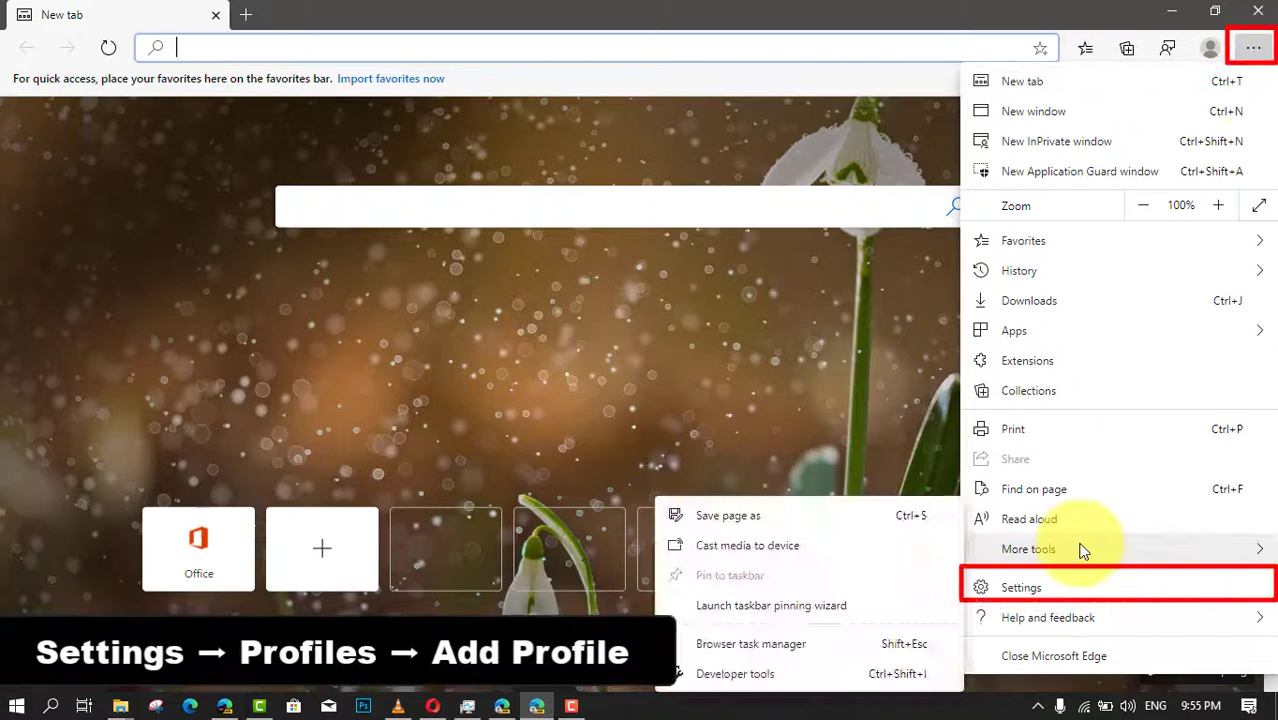 New tab
For quick access, place your favorites here on the favorites bar. Import favorites now
New tab Ctrl+T
New window Ctrl+N
New InPrivate window Ctrl+Shift+N
New Application Guard window Ctrl+Shift+A
Zoom 100%
Favorites
History
Downloads Ctrl+J
Apps
Extensions
Collections
Print Ctrl+P
Share
Find on page Ctrl+F
Read aloud
More tools
Settings
Help and feedback
Close Microsoft Edge
Save page as Ctrl+S
Cast media to device
Pin to taskbar
Launch taskbar pinning wizard
Browser task manager Shift+Esc
Developer tools Ctrl+Shift+I
Office
Settings → Profiles → Add Profile
ENG 9:55 PM